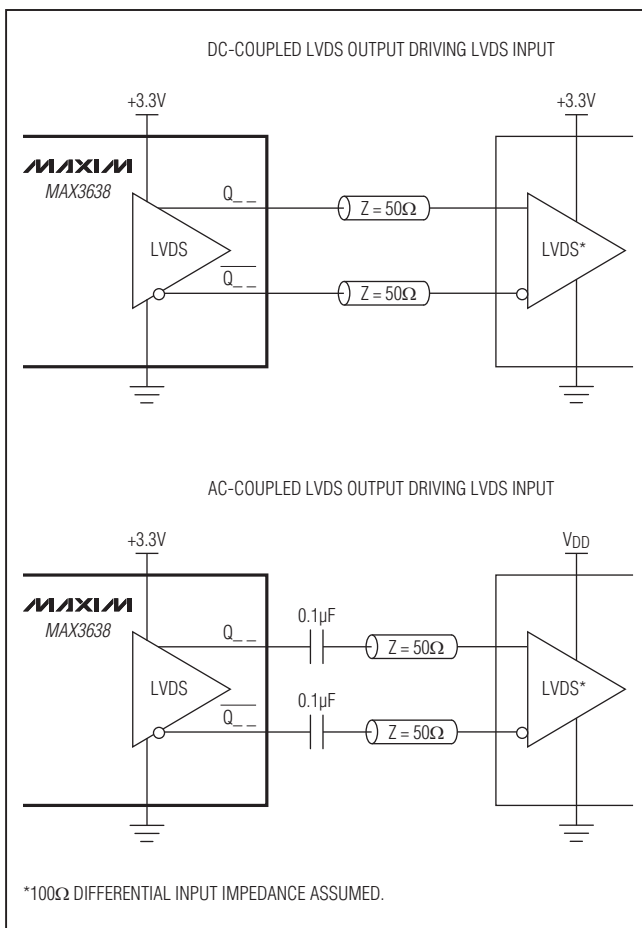 DC-COUPLED LVDS OUTPUT DRIVING LVDS INPUT
+3.3V
+3.3V
MAXIM
MAX3638
Q_ _
Z = 50Ω
LVDS
LVDS*
Q_ _
Z = 50Ω
AC-COUPLED LVDS OUTPUT DRIVING LVDS INPUT
+3.3V
VDD
MAXIM
MAX3638
0.1µF
Q_ _
Z = 50Ω
LVDS
LVDS*
0.1µF
Q_ _
Z = 50Ω
*100Ω DIFFERENTIAL INPUT IMPEDANCE ASSUMED.